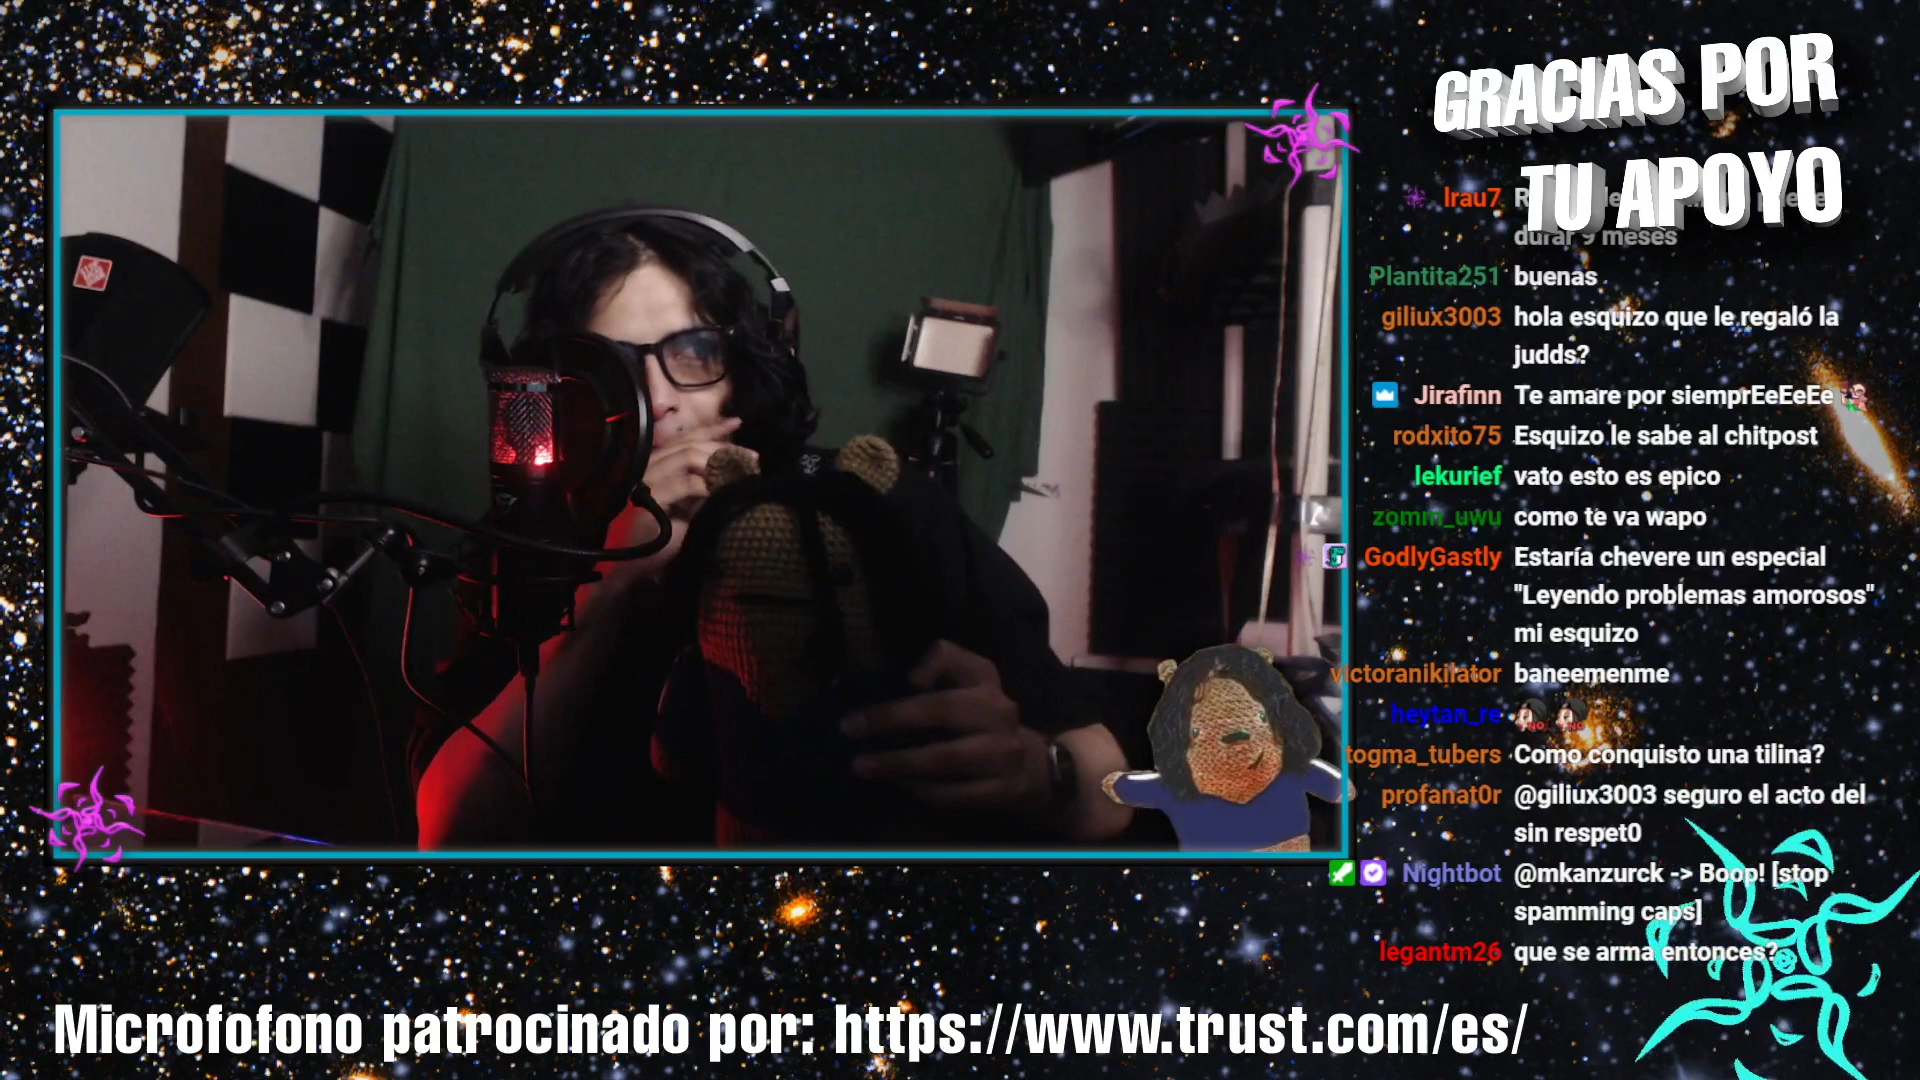 GRACIAS POR
TU APOYO
lrau7
durar 9 meses
Plantita251 buenas
giliux3003 hola esquizo que le regaló la
judds?
Jirafinn Te amare por siemprEeEeEe
rodxito75 Esquizo le sabe al chitpost
lekurief vato esto es epico
zomm_uwu como te va wapo
GodlyGastly Estaría chevere un especial
"Leyendo problemas amorosos"
mi esquizo
victoranikilator baneemenme
heytan_re
togma_tubers Como conquisto una tilina?
profanat0r @giliux3003 seguro el acto del
sin respet0
Nightbot @mkanzurck -> Boop! [stop
spamming caps]
legantm26 que se arma entonces?
Microfofono patrocinado por: https://www.trust.com/es/